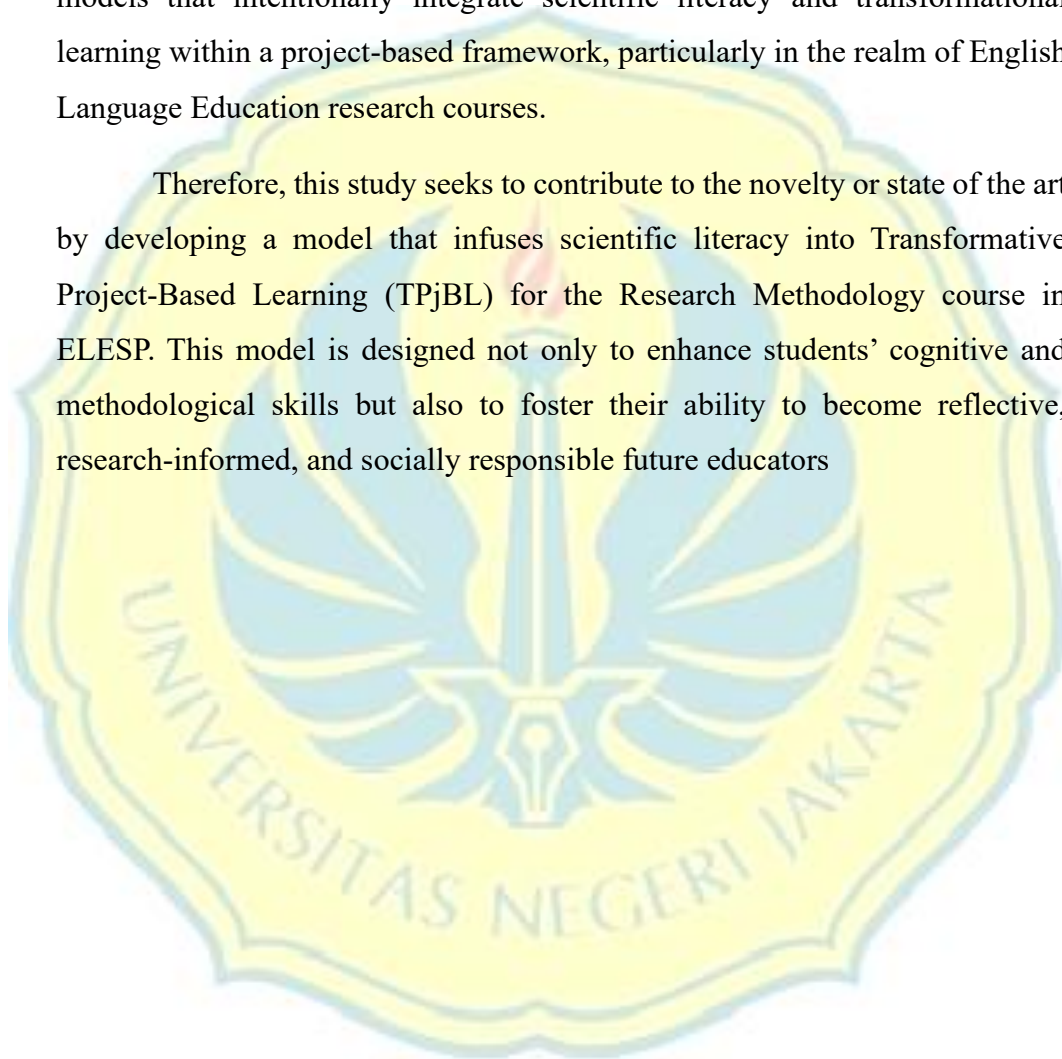 models that intentionally integrate scientific literacy and transformational
learning within a project-based framework, particularly in the realm of English
Language Education research courses.
Therefore, this study seeks to contribute to the novelty or state of the art
by developing a model that infuses scientific literacy into Transformative
Project-Based Learning (TPjBL) for the Research Methodology course in
ELESP. This model is designed not only to enhance students’ cognitive and
methodological skills but also to foster their ability to become reflective,
research-informed, and socially responsible future educators
UNIVERSITAS NEGERI JAKARTA